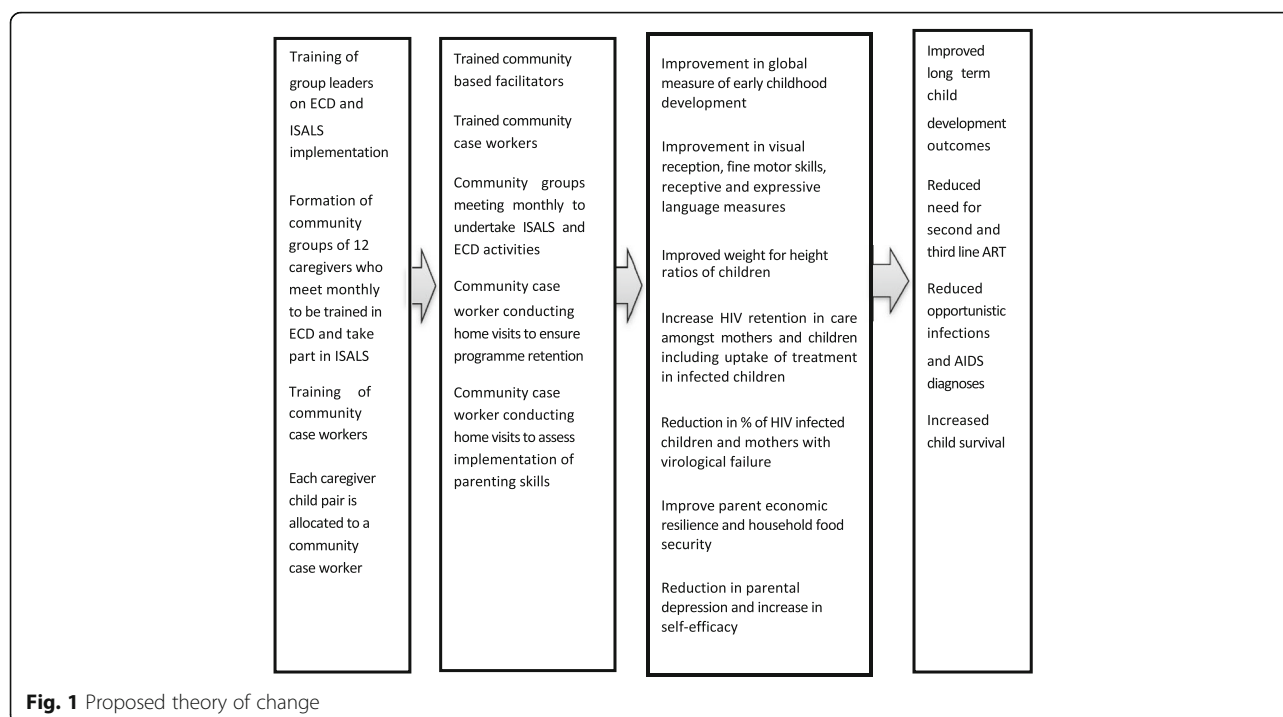 Training of
group leaders
on ECD and
ISALS
implementation
Formation of
community
groups of 12
caregivers who
meet monthly
to be trained in
ECD and take
part in ISALS
Training of
community
case workers
Each caregiver
child pair is
allocated to a
community
case worker
Trained community
based facilitators
Trained community
case workers
Community groups
meeting monthly to
undertake ISALS and
ECD activities
Community case
worker conducting
home visits to ensure
programme retention
Community case
worker conducting
home visits to assess
implementation of
parenting skills
Improvement in global
measure of early childhood
development
Improvement in visual
reception, fine motor skills,
receptive and expressive
language measures
Improved weight for height
ratios of children
Increase HIV retention in care
amongst mothers and children
including uptake of treatment
in infected children
Reduction in % of HIV infected
children and mothers with
virological failure
Improve parent economic
resilience and household food
security
Reduction in parental
depression and increase in
self-efficacy
Improved
long term
child
development
outcomes
Reduced
need for
second and
third line ART
Reduced
opportunistic
infections
and AIDS
diagnoses
Increased
child survival
Fig. 1 Proposed theory of change